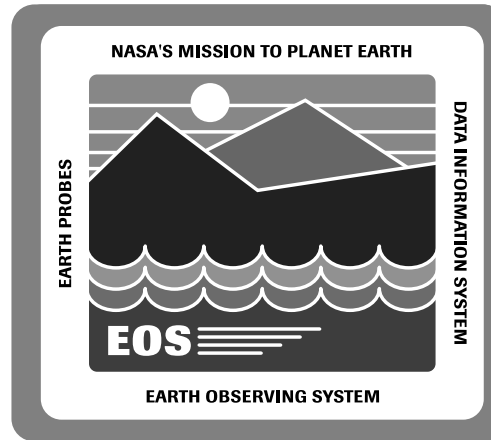 NASA'S MISSION TO PLANET EARTH
EARTH PROBES
DATA INFORMATION SYSTEM
EOS
EARTH OBSERVING SYSTEM